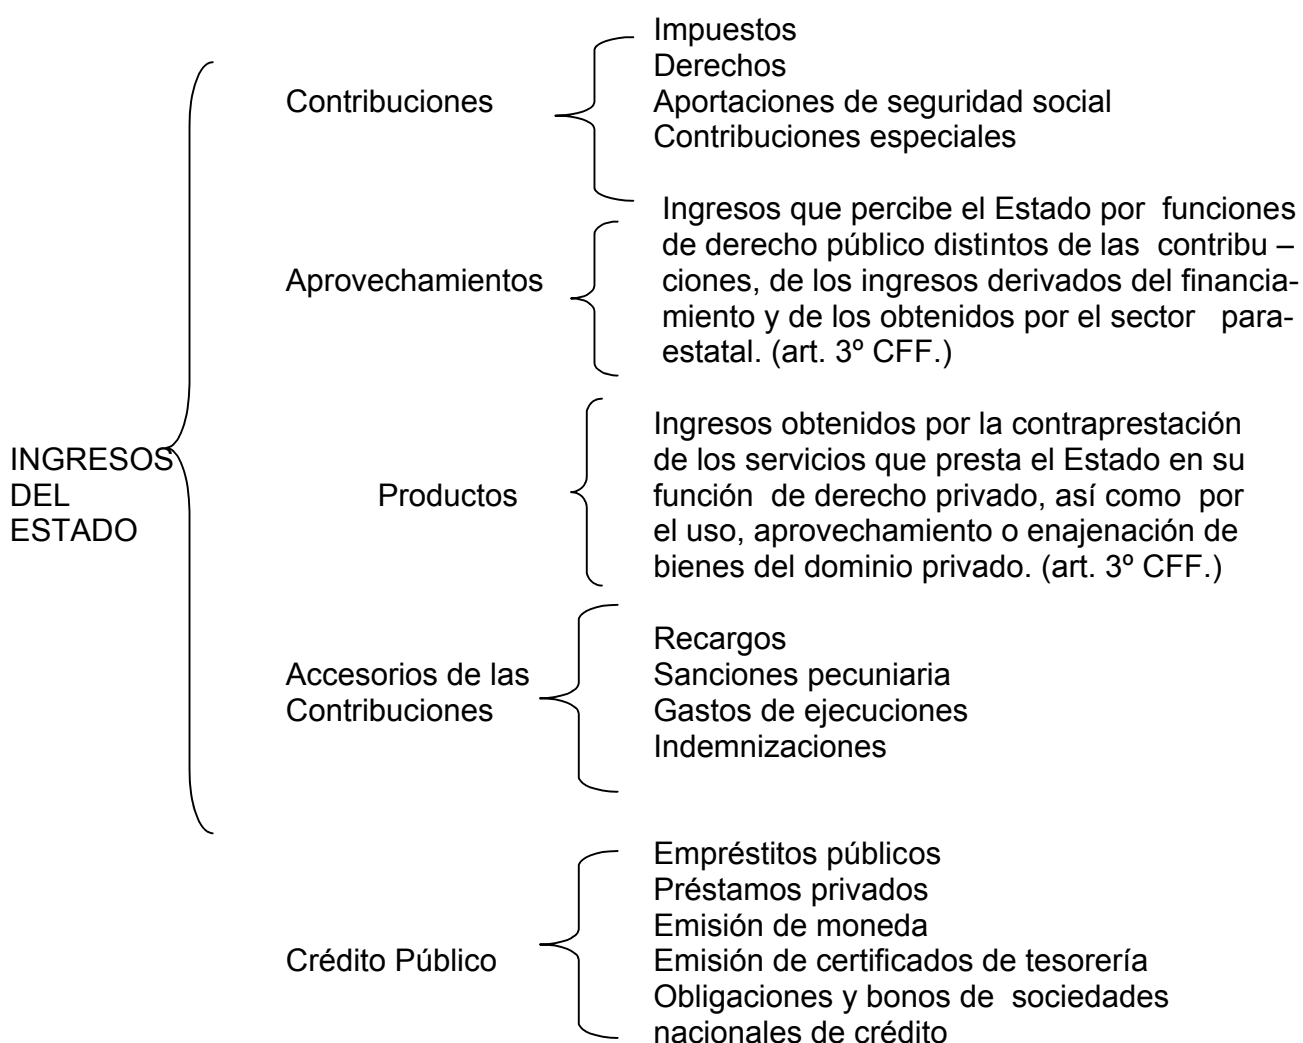 INGRESOS
DEL
ESTADO
Contribuciones
Impuestos
Derechos
Aportaciones de seguridad social
Contribuciones especiales
Aprovechamientos
Ingresos que percibe el Estado por funciones
de derecho público distintos de las contribu –
ciones, de los ingresos derivados del financia-
miento y de los obtenidos por el sector para-
estatal. (art. 3º CFF.)
Productos
Ingresos obtenidos por la contraprestación
de los servicios que presta el Estado en su
función de derecho privado, así como por
el uso, aprovechamiento o enajenación de
bienes del dominio privado. (art. 3º CFF.)
Accesorios de las
Contribuciones
Recargos
Sanciones pecuniaria
Gastos de ejecuciones
Indemnizaciones
Crédito Público
Empréstitos públicos
Préstamos privados
Emisión de moneda
Emisión de certificados de tesorería
Obligaciones y bonos de sociedades
nacionales de crédito